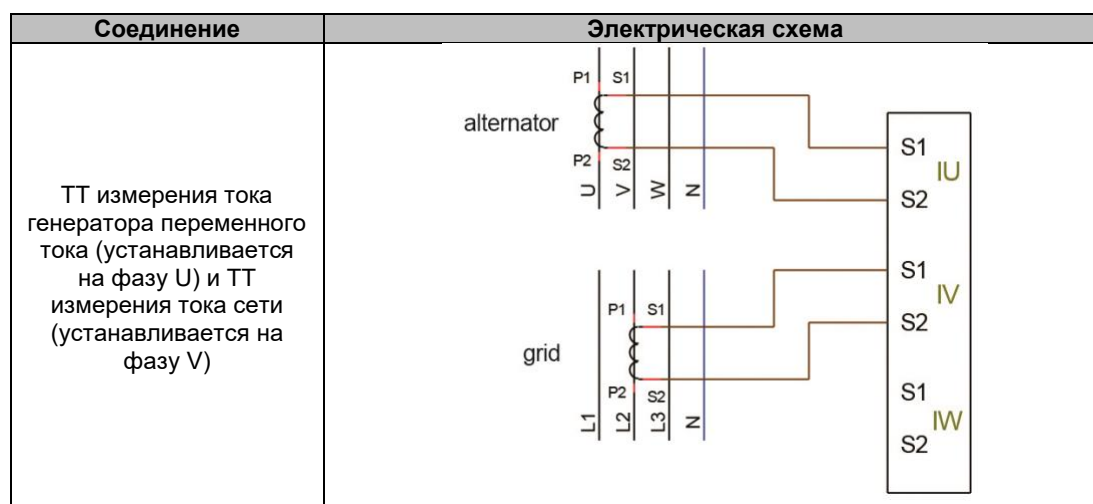 Соединение
Электрическая схема
ТТ измерения тока
генератора переменного
тока (устанавливается
на фазу U) и ТТ
измерения тока сети
(устанавливается на
фазу V)
P1 S1
alternator
P2 S2
U V W N
S1
IU
S2
S1
IV
S2
S1
IW
S2
P1 S1
grid
P2 S2
L1 L2 L3 N